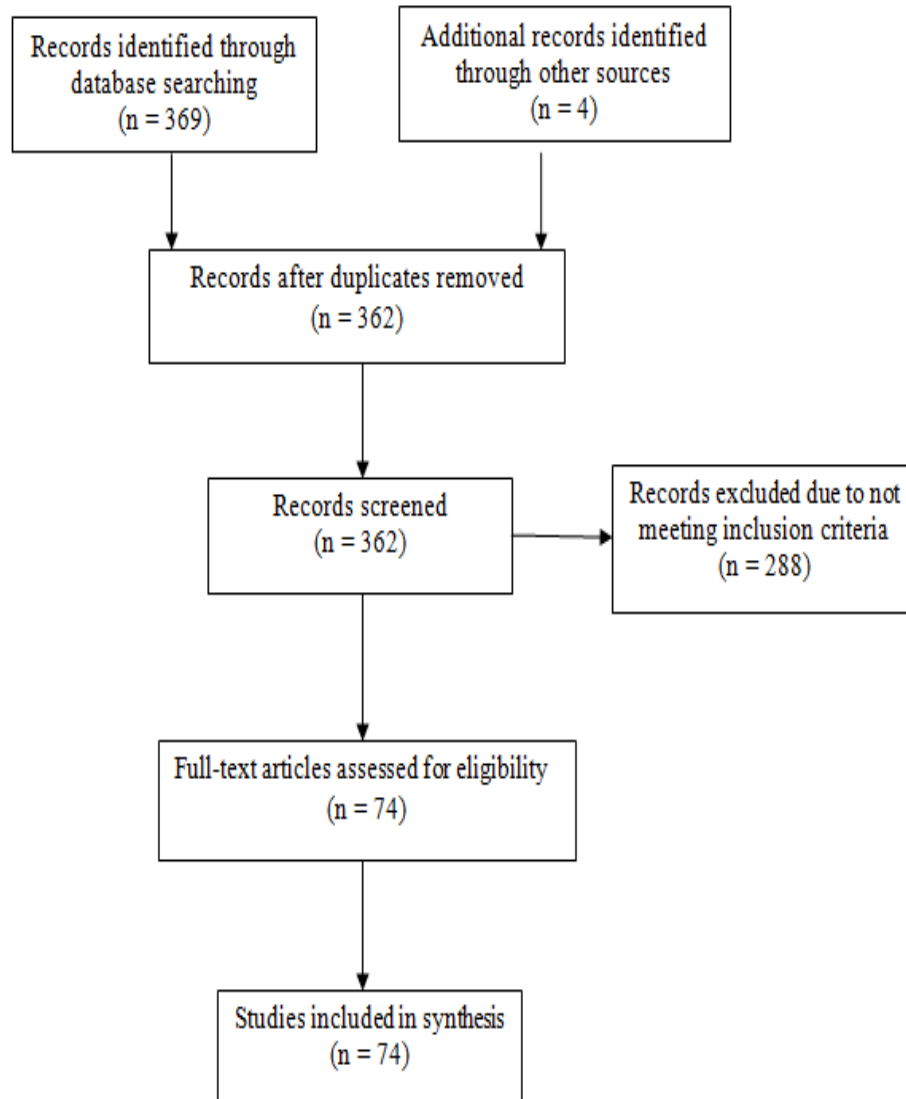 Records identified through
database searching
(n = 369)
Additional records identified
through other sources
(n = 4)
Records after duplicates removed
(n = 362)
Records screened
(n = 362)
Records excluded due to not
meeting inclusion criteria
(n = 288)
Full-text articles assessed for eligibility
(n = 74)
Studies included in synthesis
(n = 74)